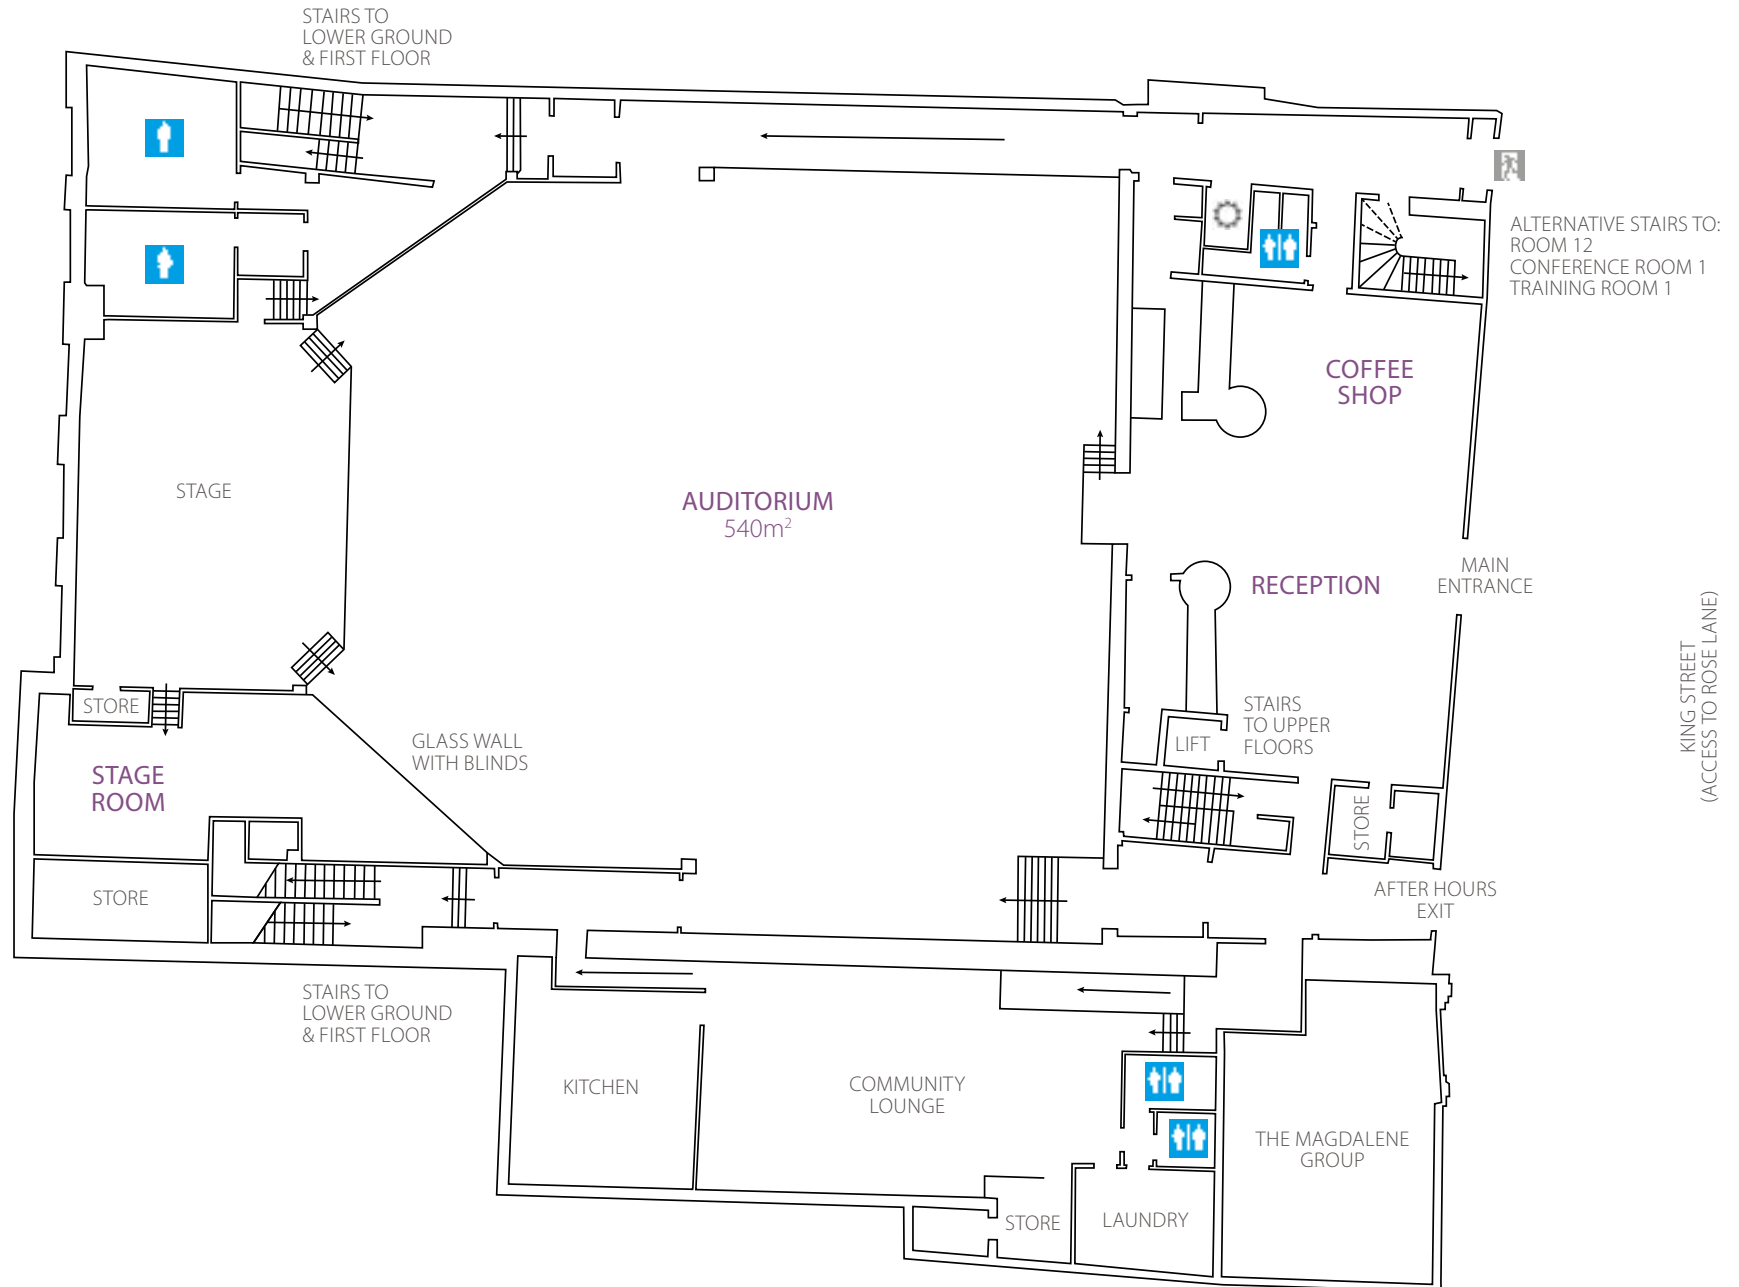 STAIRS TO
LOWER GROUND
& FIRST FLOOR
ALTERNATIVE STAIRS TO:
ROOM 12
CONFERENCE ROOM 1
TRAINING ROOM 1
COFFEE
SHOP
STAGE
AUDITORIUM
540m²
RECEPTION
MAIN
ENTRANCE
KING STREET
(ACCESS TO ROSE LANE)
STORE
GLASS WALL
WITH BLINDS
STAGE
ROOM
LIFT
STAIRS
TO UPPER
FLOORS
STORE
STORE
AFTER HOURS
EXIT
STAIRS TO
LOWER GROUND
& FIRST FLOOR
KITCHEN
COMMUNITY
LOUNGE
THE MAGDALENE
GROUP
STORE
LAUNDRY